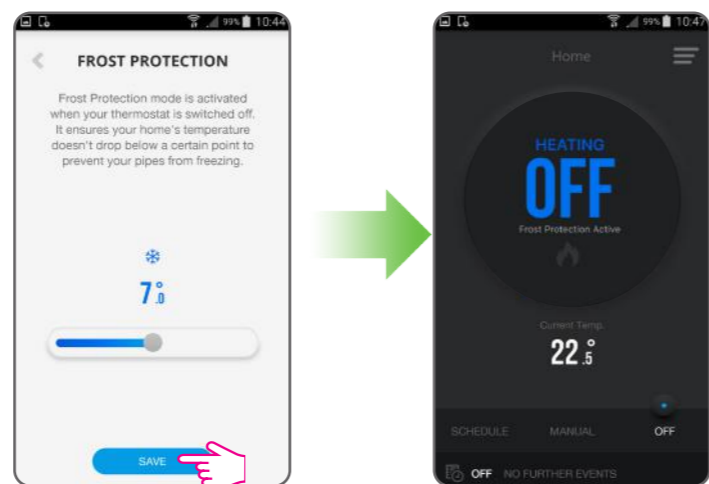 99% 10:44
FROST PROTECTION
Frost Protection mode is activated
when your thermostat is switched off.
It ensures your home's temperature
doesn't drop below a certain point to
prevent your pipes from freezing.
7°.0
SAVE
99% 10:47
Home
HEATING
OFF
Frost Protection Active
Current Temp.
22°.5
SCHEDULE MANUAL OFF
OFF NO FURTHER EVENTS